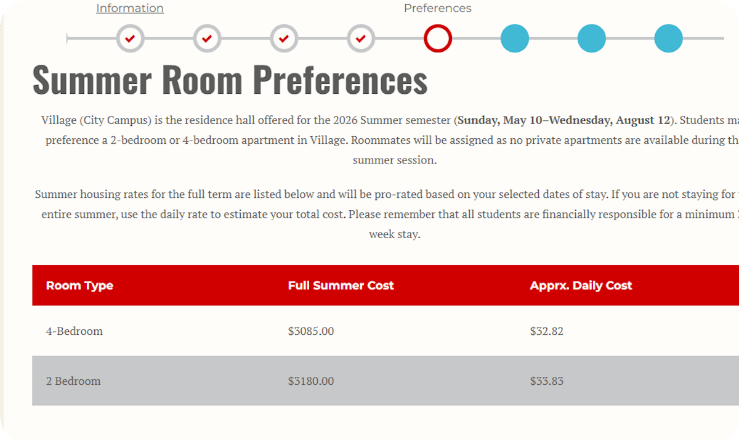 Information
Preferences
Summer Room Preferences
Village (City Campus) is the residence hall offered for the 2026 Summer semester (Sunday, May 10–Wednesday, August 12). Students
preference a 2-bedroom or 4-bedroom apartment in Village. Roommates will be assigned as no private apartments are available during
summer session.
Summer housing rates for the full term are listed below and will be pro-rated based on your selected dates of stay. If you are not staying for
entire summer, use the daily rate to estimate your total cost. Please remember that all students are financially responsible for a minimum
week stay.
Room Type Full Summer Cost Apprx. Daily Cost
4-Bedroom $3085.00 $32.82
2 Bedroom $3180.00 $33.83